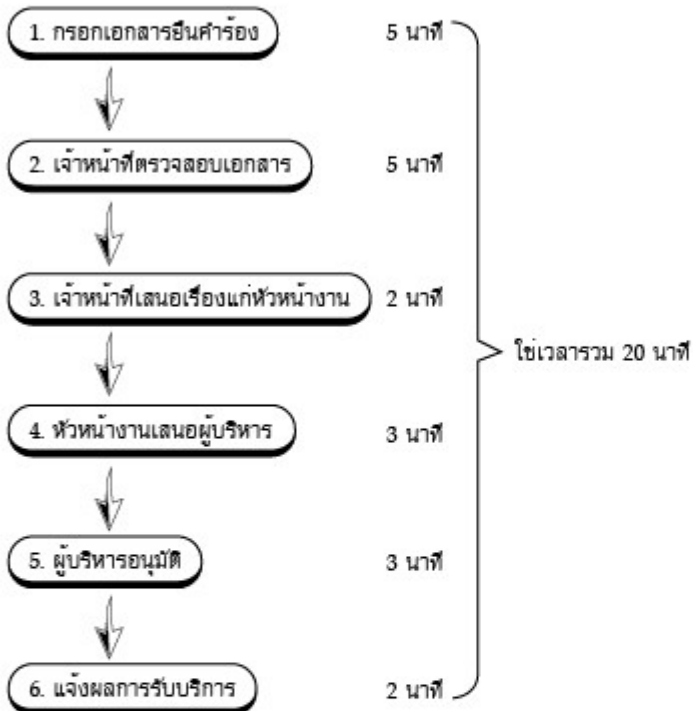 1. กรอกเอกสารยื่นคำร้อง 5 นาที
2. เจ้าหน้าที่ตรวจสอบเอกสาร 5 นาที
3. เจ้าหน้าที่เสนอเรื่องแก่หัวหน้างาน 2 นาที
ใช่เวลารวม 20 นาที
4. หัวหน้างานเสนอผู้บริหาร 3 นาที
5. ผู้บริหารอนุมัติ 3 นาที
6. แจ้งผลการรับบริการ 2 นาที